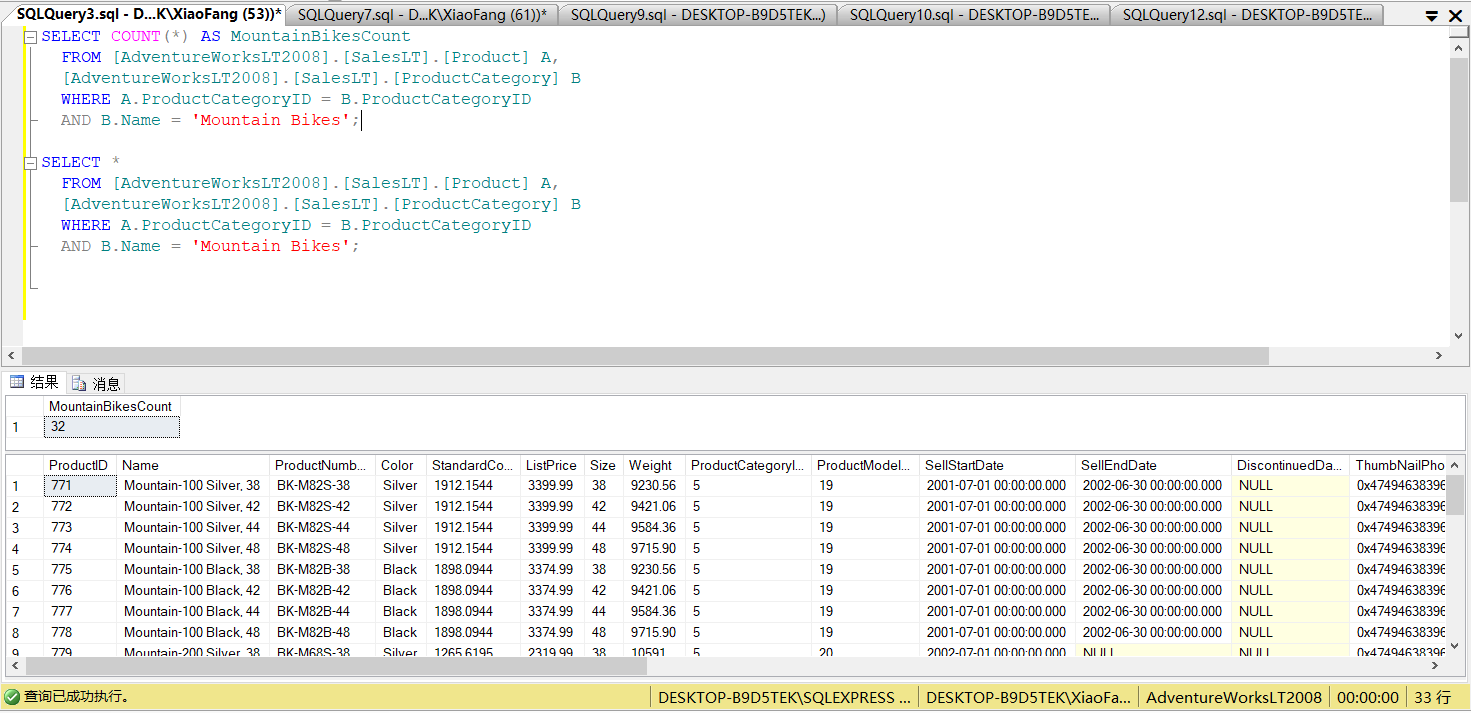 SQLQuery3.sql - D...K\XiaoFang (53))* SQLQuery7.sql - D...K\XiaoFang (61))* SQLQuery9.sql - DESKTOP-B9D5TEK...) SQLQuery10.sql - DESKTOP-B9D5TE... SQLQuery12.sql - DESKTOP-B9D5TE...
SELECT COUNT(*) AS MountainBikesCount
FROM [AdventureWorksLT2008].[SalesLT].[Product] A,
[AdventureWorksLT2008].[SalesLT].[ProductCategory] B
WHERE A.ProductCategoryID = B.ProductCategoryID
AND B.Name = 'Mountain Bikes';
SELECT *
FROM [AdventureWorksLT2008].[SalesLT].[Product] A,
[AdventureWorksLT2008].[SalesLT].[ProductCategory] B
WHERE A.ProductCategoryID = B.ProductCategoryID
AND B.Name = 'Mountain Bikes';
结果 消息
MountainBikesCount
1 32
ProductID Name ProductNumb... Color StandardCo... ListPrice Size Weight ProductCategoryI... ProductModel... SellStartDate SellEndDate DiscontinuedDa... ThumbNailPho
1 771 Mountain-100 Silver, 38 BK-M82S-38 Silver 1912.1544 3399.99 38 9230.56 5 19 2001-07-01 00:00:00.000 2002-06-30 00:00:00.000 NULL 0x47494638396
2 772 Mountain-100 Silver, 42 BK-M82S-42 Silver 1912.1544 3399.99 42 9421.06 5 19 2001-07-01 00:00:00.000 2002-06-30 00:00:00.000 NULL 0x47494638396
3 773 Mountain-100 Silver, 44 BK-M82S-44 Silver 1912.1544 3399.99 44 9584.36 5 19 2001-07-01 00:00:00.000 2002-06-30 00:00:00.000 NULL 0x47494638396
4 774 Mountain-100 Silver, 48 BK-M82S-48 Silver 1912.1544 3399.99 48 9715.90 5 19 2001-07-01 00:00:00.000 2002-06-30 00:00:00.000 NULL 0x47494638396
5 775 Mountain-100 Black, 38 BK-M82B-38 Black 1898.0944 3374.99 38 9230.56 5 19 2001-07-01 00:00:00.000 2002-06-30 00:00:00.000 NULL 0x47494638396
6 776 Mountain-100 Black, 42 BK-M82B-42 Black 1898.0944 3374.99 42 9421.06 5 19 2001-07-01 00:00:00.000 2002-06-30 00:00:00.000 NULL 0x47494638396
7 777 Mountain-100 Black, 44 BK-M82B-44 Black 1898.0944 3374.99 44 9584.36 5 19 2001-07-01 00:00:00.000 2002-06-30 00:00:00.000 NULL 0x47494638396
8 778 Mountain-100 Black, 48 BK-M82B-48 Black 1898.0944 3374.99 48 9715.90 5 19 2001-07-01 00:00:00.000 2002-06-30 00:00:00.000 NULL 0x47494638396
9 779 Mountain-200 Silver, 38 BK-M68S-38 Silver 1265.6195 2319.99 38 10591... 5 20 2002-07-01 00:00:00.000 NULL NULL 0x47494638396
查询已成功执行。 DESKTOP-B9D5TEK\SQLEXPRESS ... DESKTOP-B9D5TEK\XiaoFa... AdventureWorksLT2008 00:00:00 33 行